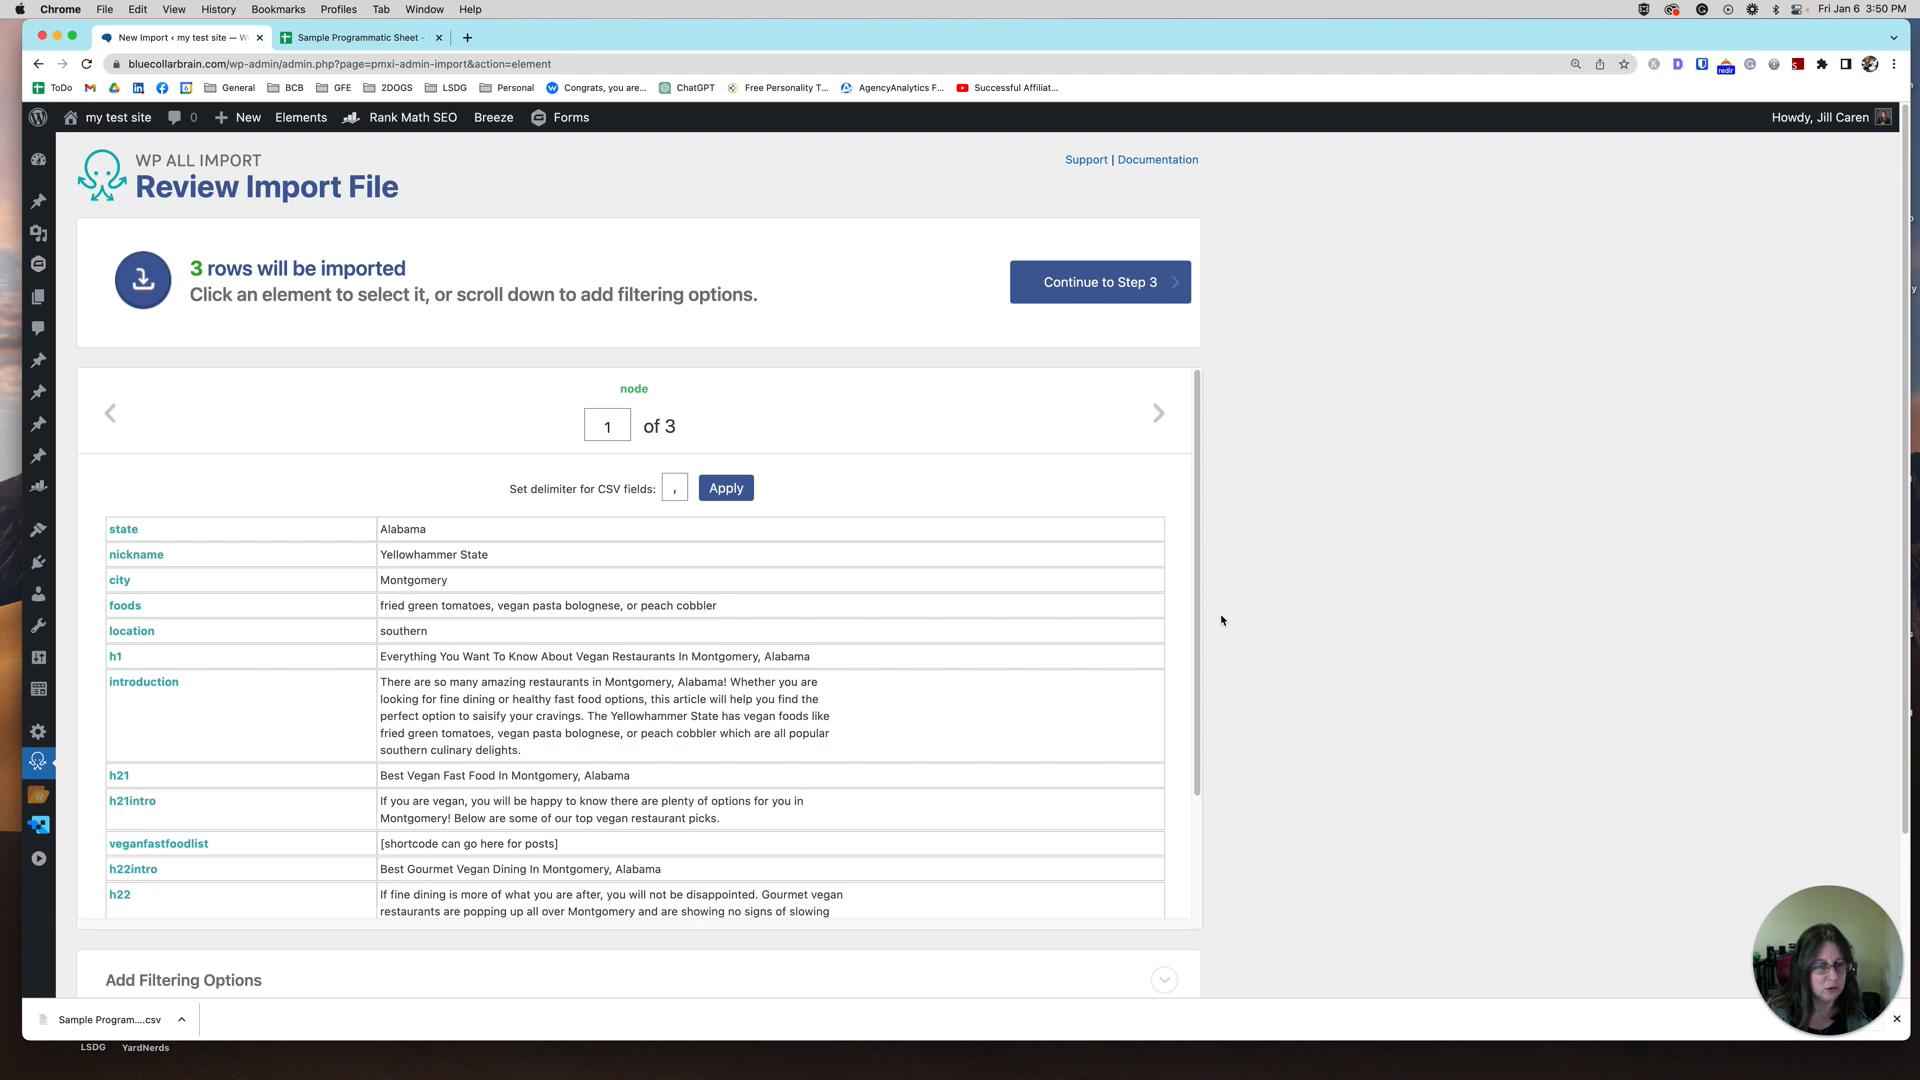 Chrome File Edit View History Bookmarks Profiles Tab Window Help Fri Jan 6 3:50 PM
New Import ‹ my test site — W Sample Programmatic Sheet -
bluecollarbrain.com/wp-admin/admin.php?page=pmxi-admin-import&action=element
ToDo General BCB GFE 2DOGS LSDG Personal Congrats, you are... ChatGPT Free Personality T... AgencyAnalytics F... Successful Affiliat...
my test site 0 New Elements Rank Math SEO Breeze Forms Howdy, Jill Caren
WP ALL IMPORT
Review Import File
Support | Documentation
3 rows will be imported
Click an element to select it, or scroll down to add filtering options.
Continue to Step 3
node
1 of 3
Set delimiter for CSV fields: , Apply
state Alabama
nickname Yellowhammer State
city Montgomery
foods fried green tomatoes, vegan pasta bolognese, or peach cobbler
location southern
h1 Everything You Want To Know About Vegan Restaurants In Montgomery, Alabama
introduction There are so many amazing restaurants in Montgomery, Alabama! Whether you are
looking for fine dining or healthy fast food options, this article will help you find the
perfect option to saisify your cravings. The Yellowhammer State has vegan foods like
fried green tomatoes, vegan pasta bolognese, or peach cobbler which are all popular
southern culinary delights.
h21 Best Vegan Fast Food In Montgomery, Alabama
h21intro If you are vegan, you will be happy to know there are plenty of options for you in
Montgomery! Below are some of our top vegan restaurant picks.
veganfastfoodlist [shortcode can go here for posts]
h22intro Best Gourmet Vegan Dining In Montgomery, Alabama
h22 If fine dining is more of what you are after, you will not be disappointed. Gourmet vegan
restaurants are popping up all over Montgomery and are showing no signs of slowing
Add Filtering Options
Sample Program....csv
LSDG YardNerds